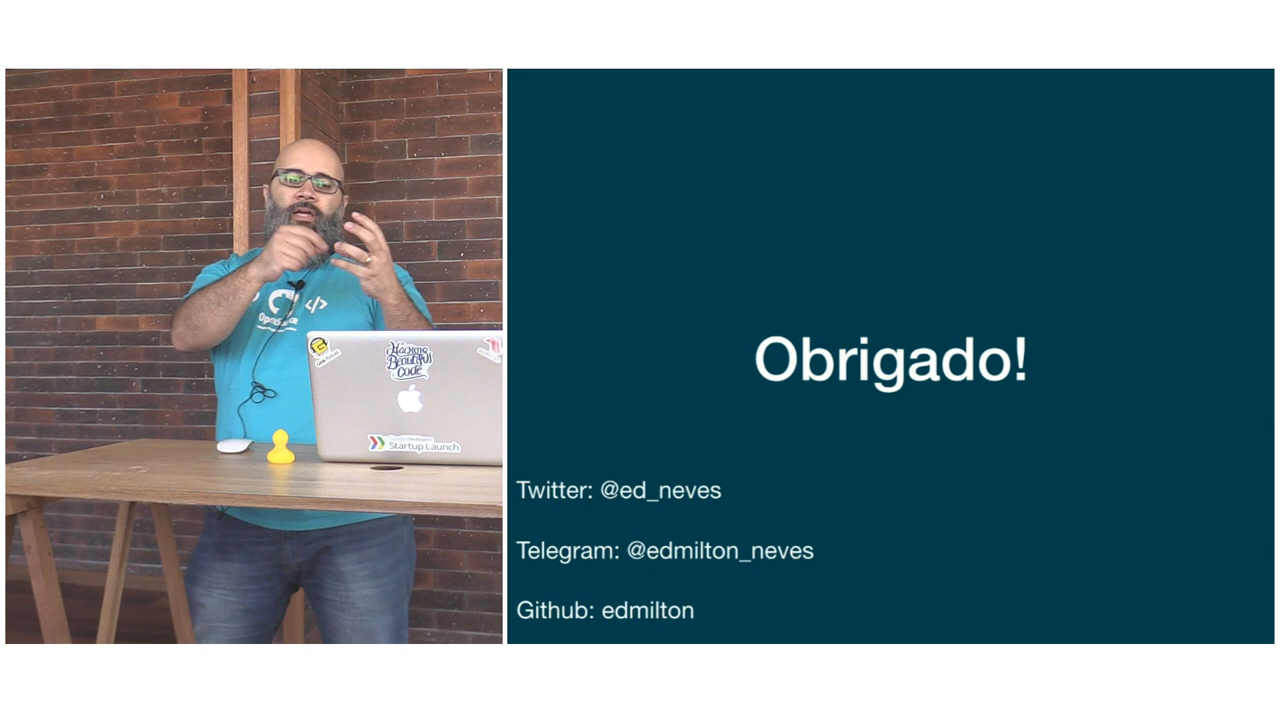 </>
Hacking
Beautiful
Code
Startup Launch
Obrigado!
Twitter: @ed_neves
Telegram: @edmilton_neves
Github: edmilton